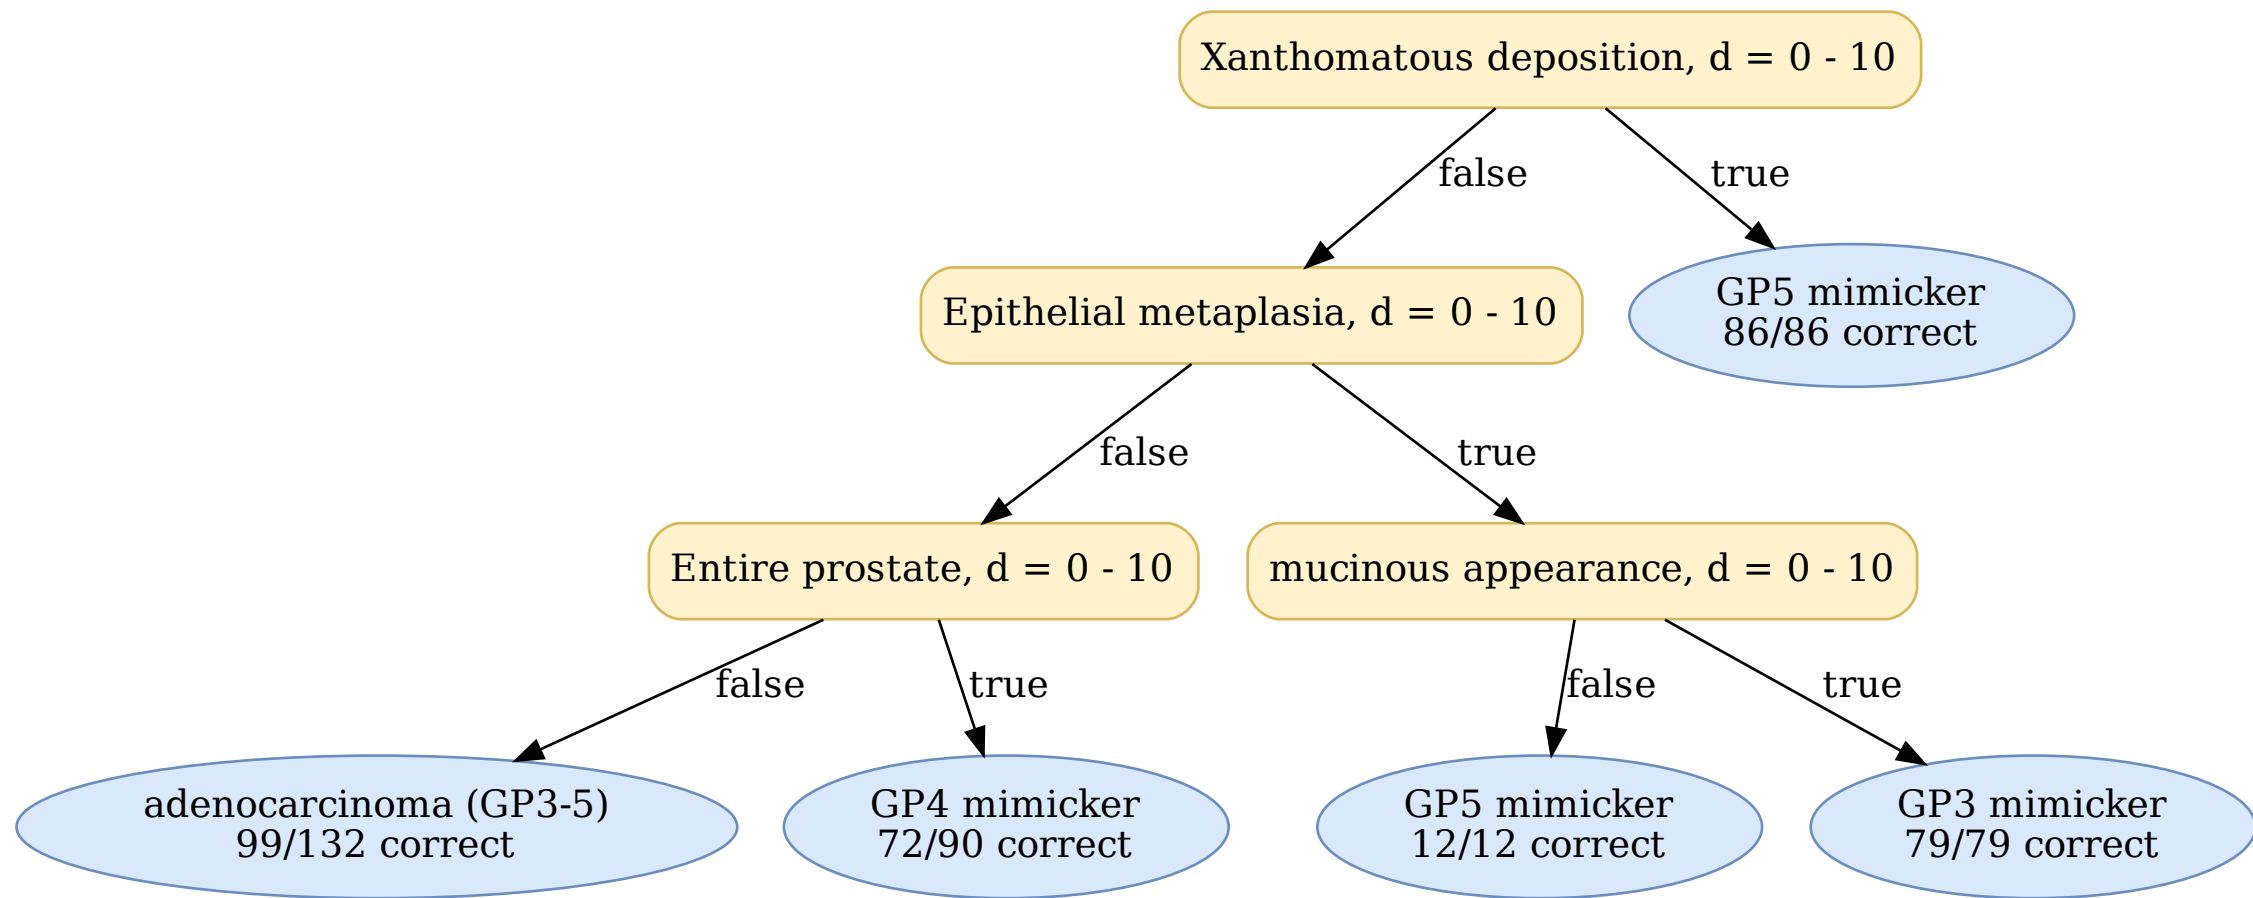 Xanthomatous deposition, d = 0 - 10
false
true
Epithelial metaplasia, d = 0 - 10
GP5 mimicker
86/86 correct
false
true
Entire prostate, d = 0 - 10
mucinous appearance, d = 0 - 10
false
true
false
true
adenocarcinoma (GP3-5)
99/132 correct
GP4 mimicker
72/90 correct
GP5 mimicker
12/12 correct
GP3 mimicker
79/79 correct